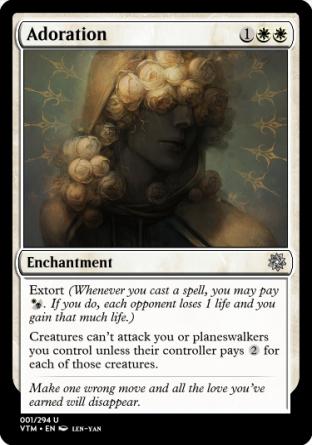 Adoration 1
Enchantment
Extort (Whenever you cast a spell, you may pay
. If you do, each opponent loses 1 life and you
gain that much life.)
Creatures can't attack you or planeswalkers
you control unless their controller pays 2 for
each of those creatures.
Make one wrong move and all the love you've
earned will disappear.
001/294 U
VTM • EN LEN-YAN